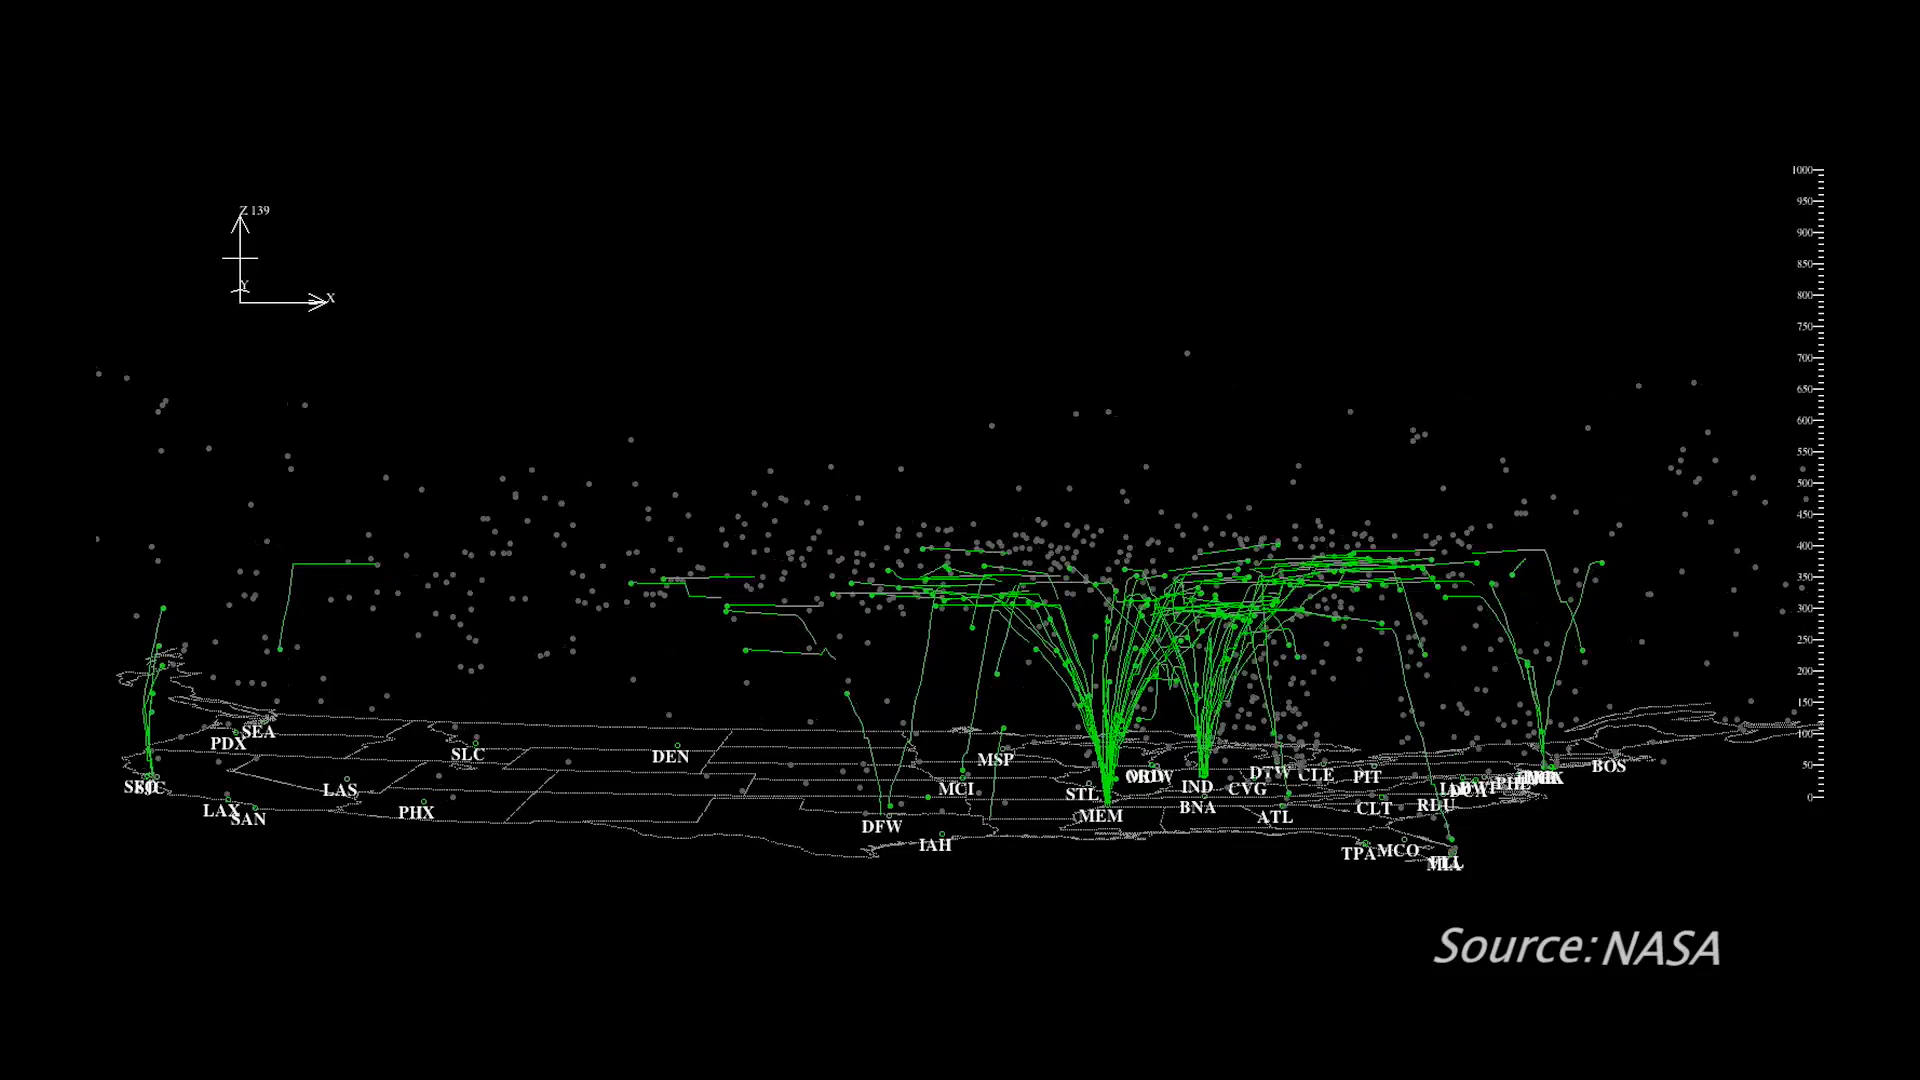 1000
950
900
850
800
750
700
650
600
550
500
450
400
350
300
250
200
150
100
50
0
Z 139
Y
X
SEA
PDX
SLC
DEN
MSP
BOS
LAS
MCI
STL
IND
DTW
CLE
PIT
CVG
LAX
SAN
PHX
BNA
MEM
ATL
CLT
RDU
DFW
IAH
TPA
MCO
Source: NASA